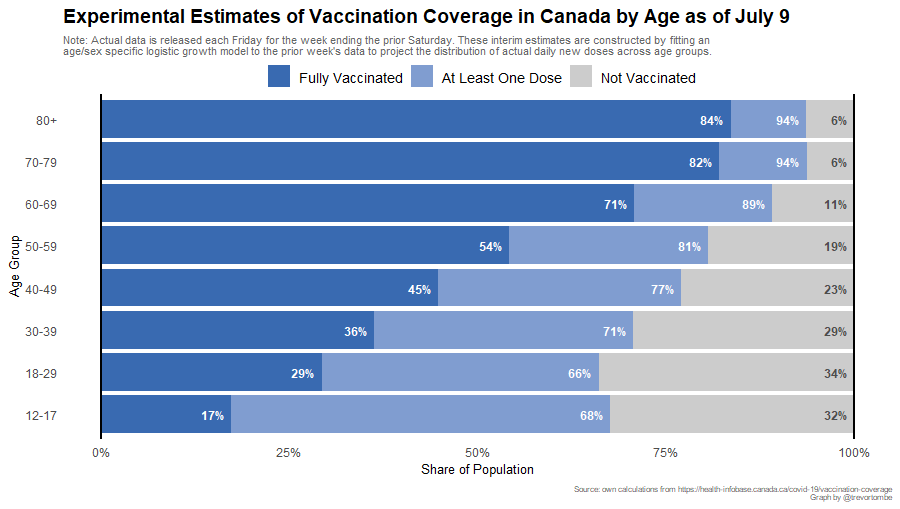 Experimental Estimates of Vaccination Coverage in Canada by Age as of July 9
Note: Actual data is released each Friday for the week ending the prior Saturday. These interim estimates are constructed by fitting an
age/sex specific logistic growth model to the prior week's data to project the distribution of actual daily new doses across age groups.
Fully Vaccinated At Least One Dose Not Vaccinated
80+ 84% 94% 6%
70-79 82% 94% 6%
60-69 71% 89% 11%
50-59 54% 81% 19%
40-49 45% 77% 23%
30-39 36% 71% 29%
18-29 29% 66% 34%
12-17 17% 68% 32%
Age Group
0% 25% 50% 75% 100%
Share of Population
Source: own calculations from https://health-infobase.canada.ca/covid-19/vaccination-coverage
Graph by @trevortombe